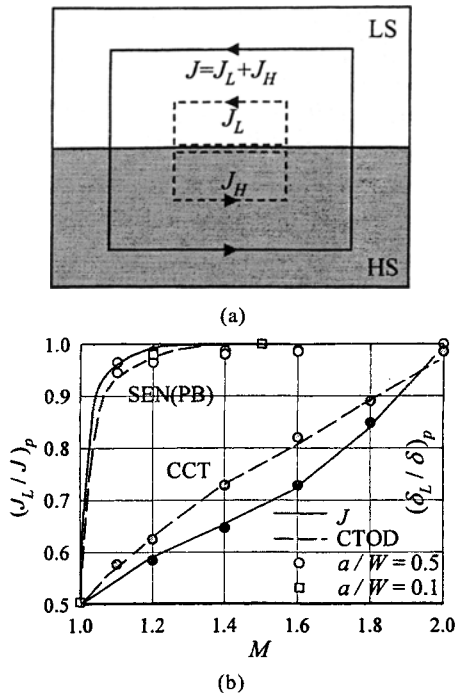 LS
J=J_L+J_H
J_L
J_H
HS
(a)
1.0
0.9
0.8
0.7
0.6
0.5
(J_L / J)_p
SEN(PB)
CCT
(δ_L / δ)_p
J
CTOD
a / W = 0.5
a / W = 0.1
1.0 1.2 1.4 1.6 1.8 2.0
M
(b)